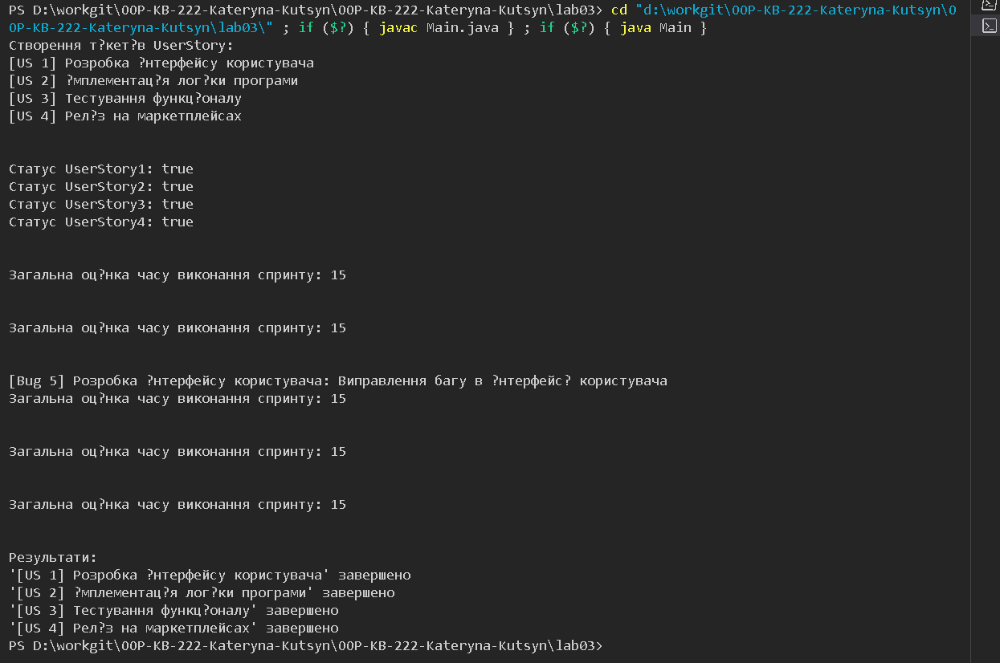 PS D:\workgit\OOP-KB-222-Kateryna-Kutsyn\OOP-KB-222-Kateryna-Kutsyn\lab03> cd "d:\workgit\OOP-KB-222-Kateryna-Kutsyn\O
OP-KB-222-Kateryna-Kutsyn\lab03\" ; if ($?) { javac Main.java } ; if ($?) { java Main }
Створення т?кет?в UserStory:
[US 1] Розробка ?нтерфейсу користувача
[US 2] ?мплементац?я лог?ки програми
[US 3] Тестування функц?оналу
[US 4] Рел?з на маркетплейсах
Статус UserStory1: true
Статус UserStory2: true
Статус UserStory3: true
Статус UserStory4: true
Загальна оц?нка часу виконання спринту: 15
Загальна оц?нка часу виконання спринту: 15
[Bug 5] Розробка ?нтерфейсу користувача: Виправлення багу в ?нтерфейс? користувача
Загальна оц?нка часу виконання спринту: 15
Загальна оц?нка часу виконання спринту: 15
Загальна оц?нка часу виконання спринту: 15
Результати:
'[US 1] Розробка ?нтерфейсу користувача' завершено
'[US 2] ?мплементац?я лог?ки програми' завершено
'[US 3] Тестування функц?оналу' завершено
'[US 4] Рел?з на маркетплейсах' завершено
PS D:\workgit\OOP-KB-222-Kateryna-Kutsyn\OOP-KB-222-Kateryna-Kutsyn\lab03>